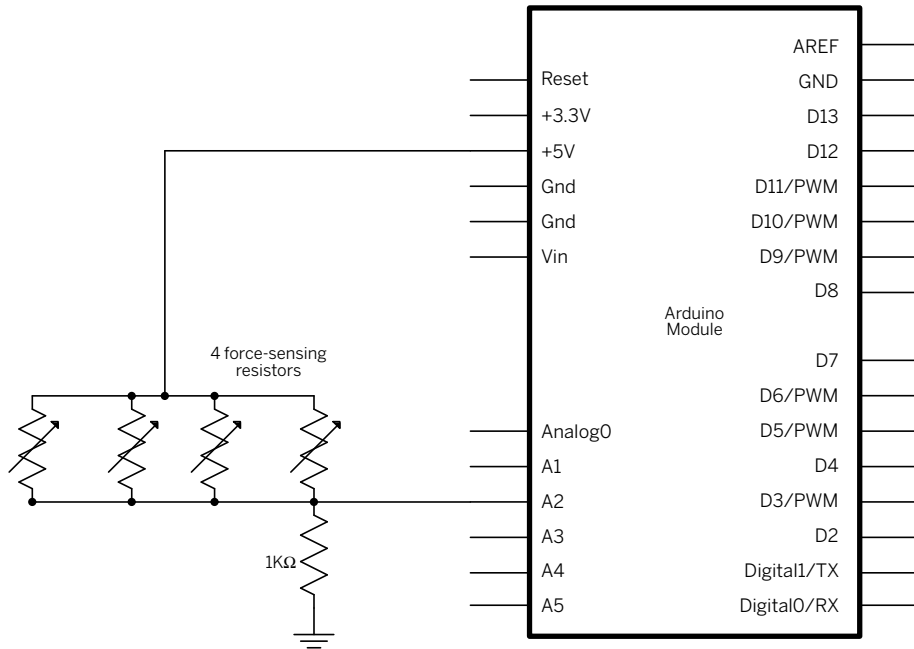 AREF
Reset
GND
+3.3V
D13
+5V
D12
Gnd
D11/PWM
Gnd
D10/PWM
Vin
D9/PWM
D8
Arduino
Module
4 force-sensing
resistors
D7
D6/PWM
Analog0
D5/PWM
A1
D4
A2
D3/PWM
A3
D2
1KΩ
A4
Digital1/TX
A5
Digital0/RX